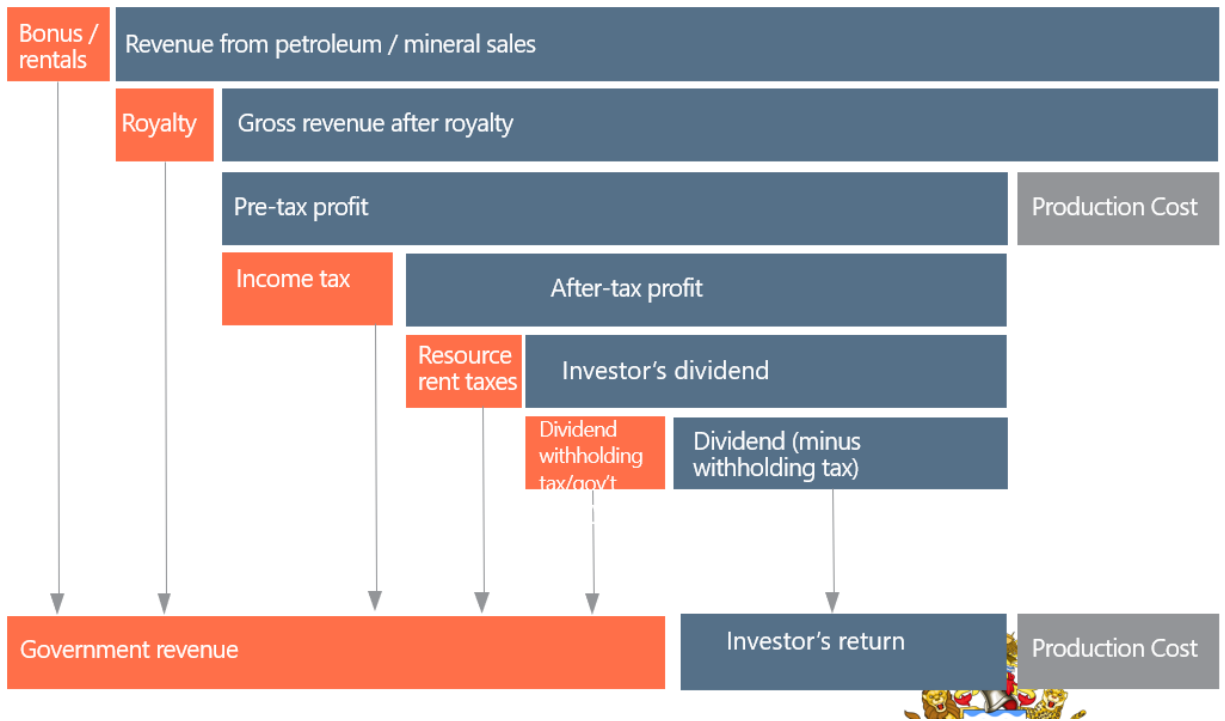 Bonus /
rentals
Revenue from petroleum / mineral sales
Royalty
Gross revenue after royalty
Pre-tax profit
Production Cost
Income tax
After-tax profit
Resource
rent taxes
Investor’s dividend
Dividend
withholding
tax/gov’t
Dividend (minus
withholding tax)
Government revenue
Investor’s return
Production Cost